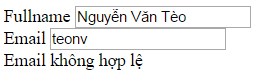 Fullname Nguyễn Văn Tèo
Email teonv
Email không hợp lệ